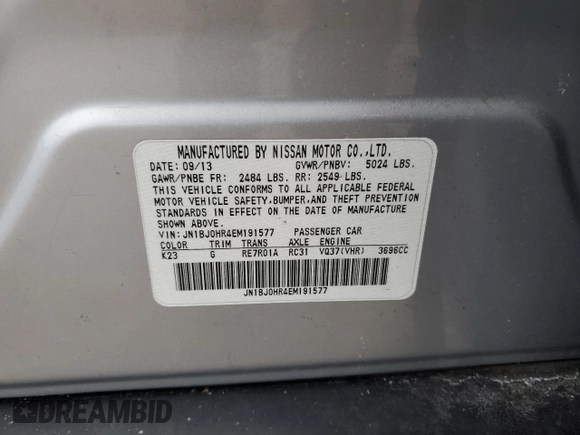 MANUFACTURED BY NISSAN MOTOR CO.,LTD.
DATE: 09/13 GVWR/PNBV: 5024 LBS.
GAWR/PNBE FR: 2484 LBS. RR: 2549 LBS.
THIS VEHICLE CONFORMS TO ALL APPLICABLE FEDERAL
MOTOR VEHICLE SAFETY,BUMPER,AND THEFT PREVENTION
STANDARDS IN EFFECT ON THE DATE OF MANUFACTURE
SHOWN ABOVE.
VIN:JN1BJ0HR4EM191577 PASSENGER CAR
COLOR TRIM TRANS AXLE ENGINE
K23 G RE7R01A RC31 VQ37(VHR) 3696CC
JN1BJ0HR4EM191577
DREAMBID